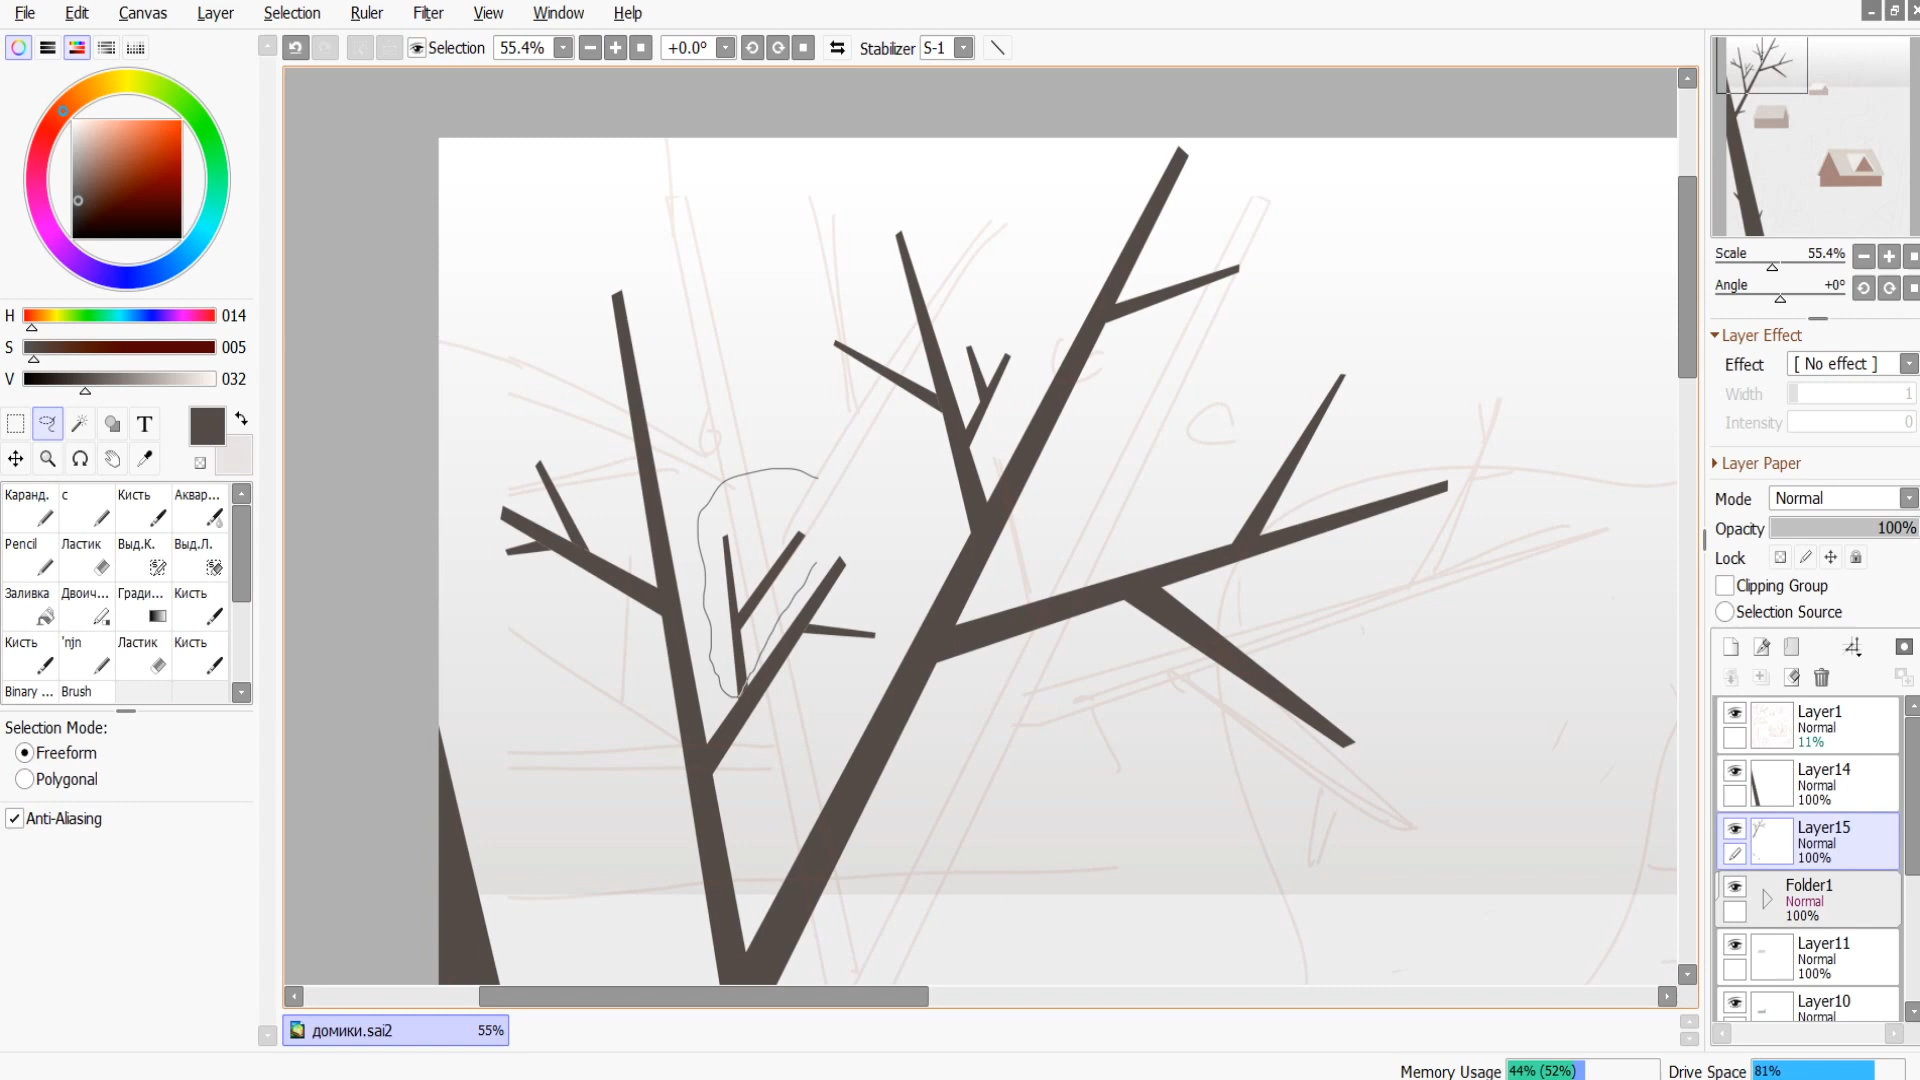 File Edit Canvas Layer Selection Ruler Filter View Window Help
Selection 55.4% +0.0º Stabilizer S-1
H 014
S 005
V 032
T
Каранд. с Кисть Аквар...
Pencil Ластик Выд.К. Выд.Л.
Заливка Двоич... Гради... Кисть
Кисть 'njn Ластик Кисть
Binary ... Brush
Selection Mode:
Freeform
Polygonal
Anti-Aliasing
домики.sai2 55%
Scale 55.4%
Angle +0º
Layer Effect
Effect [ No effect ]
Width 1
Intensity 0
Layer Paper
Mode Normal
Opacity 100%
Lock
Clipping Group
Selection Source
Layer1
Normal
11%
Layer14
Normal
100%
Layer15
Normal
100%
Folder1
Normal
100%
Layer11
Normal
100%
Layer10
Normal
Memory Usage 44% (52%) Drive Space 81%